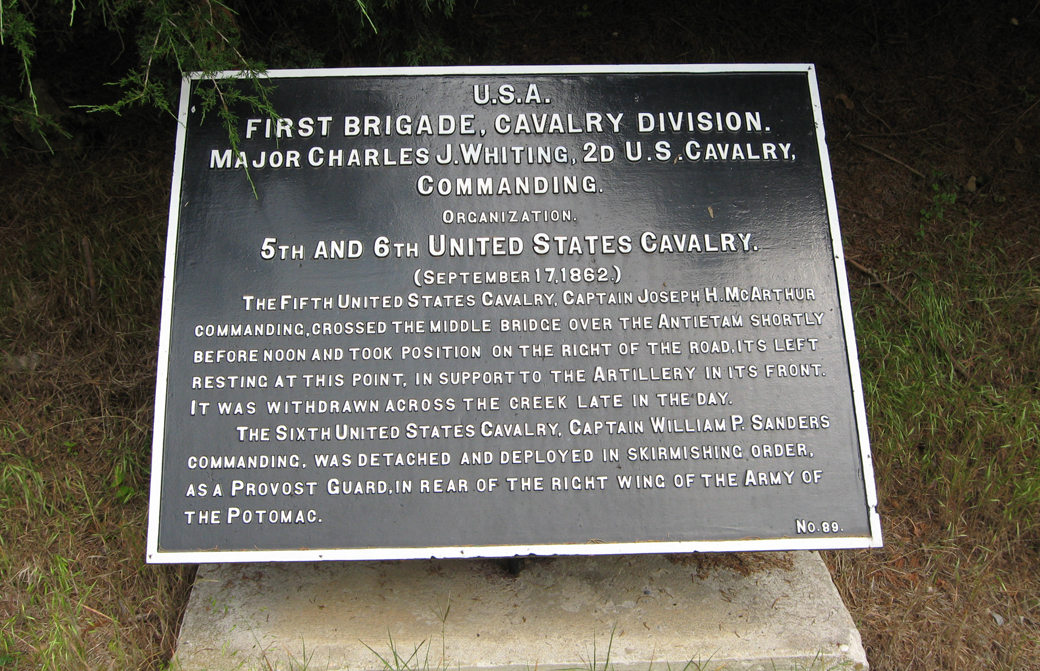 U.S.A.
FIRST BRIGADE, CAVALRY DIVISION.
MAJOR CHARLES J. WHITING, 2D U.S. CAVALRY,
COMMANDING.
ORGANIZATION.
5TH AND 6TH UNITED STATES CAVALRY.
(SEPTEMBER 17, 1862.)
THE FIFTH UNITED STATES CAVALRY, CAPTAIN JOSEPH H. MCARTHUR
COMMANDING, CROSSED THE MIDDLE BRIDGE OVER THE ANTIETAM SHORTLY
BEFORE NOON AND TOOK POSITION ON THE RIGHT OF THE ROAD, ITS LEFT
RESTING AT THIS POINT, IN SUPPORT TO THE ARTILLERY IN ITS FRONT.
IT WAS WITHDRAWN ACROSS THE CREEK LATE IN THE DAY.
THE SIXTH UNITED STATES CAVALRY, CAPTAIN WILLIAM P. SANDERS
COMMANDING, WAS DETACHED AND DEPLOYED IN SKIRMISHING ORDER,
AS A PROVOST GUARD, IN REAR OF THE RIGHT WING OF THE ARMY OF
THE POTOMAC.
NO. 89.